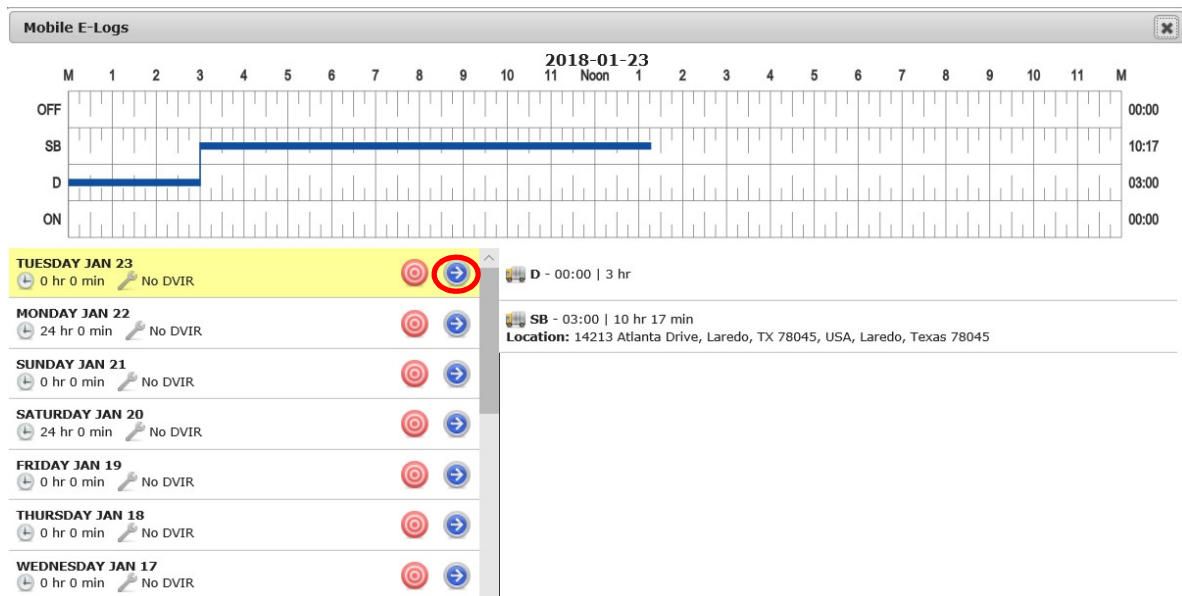 Mobile E-Logs
2018-01-23
M 1 2 3 4 5 6 7 8 9 10 11 Noon 1 2 3 4 5 6 7 8 9 10 11 M
OFF 00:00
SB 10:17
D 03:00
ON 00:00
TUESDAY JAN 23
0 hr 0 min No DVIR
MONDAY JAN 22
24 hr 0 min No DVIR
SUNDAY JAN 21
0 hr 0 min No DVIR
SATURDAY JAN 20
24 hr 0 min No DVIR
FRIDAY JAN 19
0 hr 0 min No DVIR
THURSDAY JAN 18
0 hr 0 min No DVIR
WEDNESDAY JAN 17
0 hr 0 min No DVIR
D - 00:00 | 3 hr
SB - 03:00 | 10 hr 17 min
Location: 14213 Atlanta Drive, Laredo, TX 78045, USA, Laredo, Texas 78045